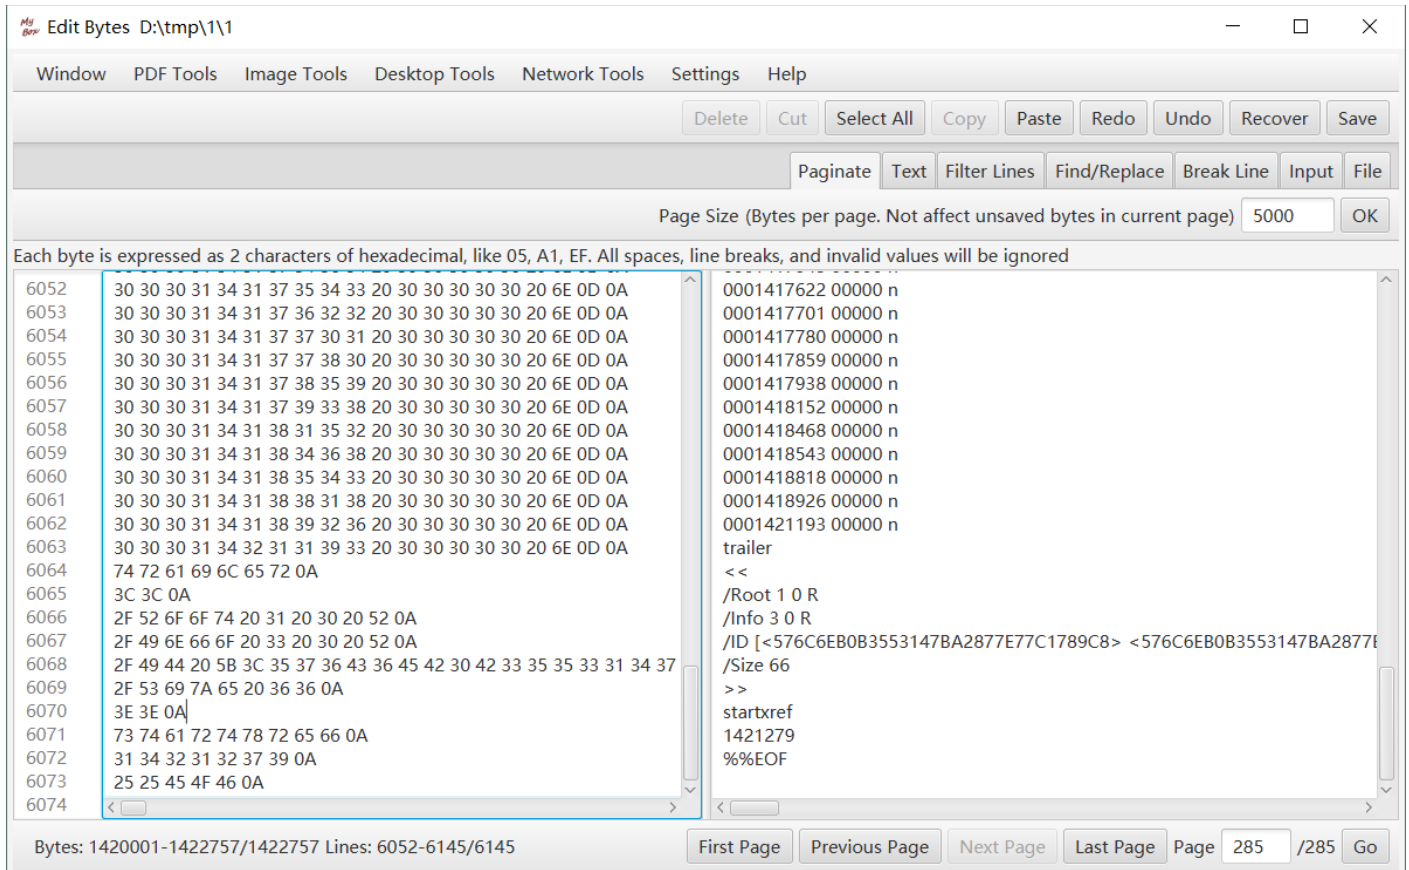 My Box Edit Bytes D:\tmp\1\1
Window PDF Tools Image Tools Desktop Tools Network Tools Settings Help
Delete Cut Select All Copy Paste Redo Undo Recover Save
Paginate Text Filter Lines Find/Replace Break Line Input File
Page Size (Bytes per page. Not affect unsaved bytes in current page) 5000 OK
Each byte is expressed as 2 characters of hexadecimal, like 05, A1, EF. All spaces, line breaks, and invalid values will be ignored
6052 30 30 30 31 34 31 37 35 34 33 20 30 30 30 30 30 20 6E 0D 0A 0001417622 00000 n
6053 30 30 30 31 34 31 37 36 32 32 20 30 30 30 30 30 20 6E 0D 0A 0001417701 00000 n
6054 30 30 30 31 34 31 37 37 30 31 20 30 30 30 30 30 20 6E 0D 0A 0001417780 00000 n
6055 30 30 30 31 34 31 37 37 38 30 20 30 30 30 30 30 20 6E 0D 0A 0001417859 00000 n
6056 30 30 30 31 34 31 37 38 35 39 20 30 30 30 30 30 20 6E 0D 0A 0001417938 00000 n
6057 30 30 30 31 34 31 37 39 33 38 20 30 30 30 30 30 20 6E 0D 0A 0001418152 00000 n
6058 30 30 30 31 34 31 38 31 35 32 20 30 30 30 30 30 20 6E 0D 0A 0001418468 00000 n
6059 30 30 30 31 34 31 38 34 36 38 20 30 30 30 30 30 20 6E 0D 0A 0001418543 00000 n
6060 30 30 30 31 34 31 38 35 34 33 20 30 30 30 30 30 20 6E 0D 0A 0001418818 00000 n
6061 30 30 30 31 34 31 38 38 31 38 20 30 30 30 30 30 20 6E 0D 0A 0001418926 00000 n
6062 30 30 30 31 34 31 38 39 32 36 20 30 30 30 30 30 20 6E 0D 0A 0001421193 00000 n
6063 30 30 30 31 34 32 31 31 39 33 20 30 30 30 30 30 20 6E 0D 0A trailer
6064 74 72 61 69 6C 65 72 0A <<
6065 3C 3C 0A /Root 1 0 R
6066 2F 52 6F 6F 74 20 31 20 30 20 52 0A /Info 3 0 R
6067 2F 49 6E 66 6F 20 33 20 30 20 52 0A /ID [<576C6EB0B3553147BA2877E77C1789C8> <576C6EB0B3553147BA2877E
6068 2F 49 44 20 5B 3C 35 37 36 43 36 45 42 30 42 33 35 35 33 31 34 37 /Size 66
6069 2F 53 69 7A 65 20 36 36 0A >>
6070 3E 3E 0A startxref
6071 73 74 61 72 74 78 72 65 66 0A 1421279
6072 31 34 32 31 32 37 39 0A %%EOF
6073 25 25 45 4F 46 0A
6074
Bytes: 1420001-1422757/1422757 Lines: 6052-6145/6145 First Page Previous Page Next Page Last Page Page 285 /285 Go